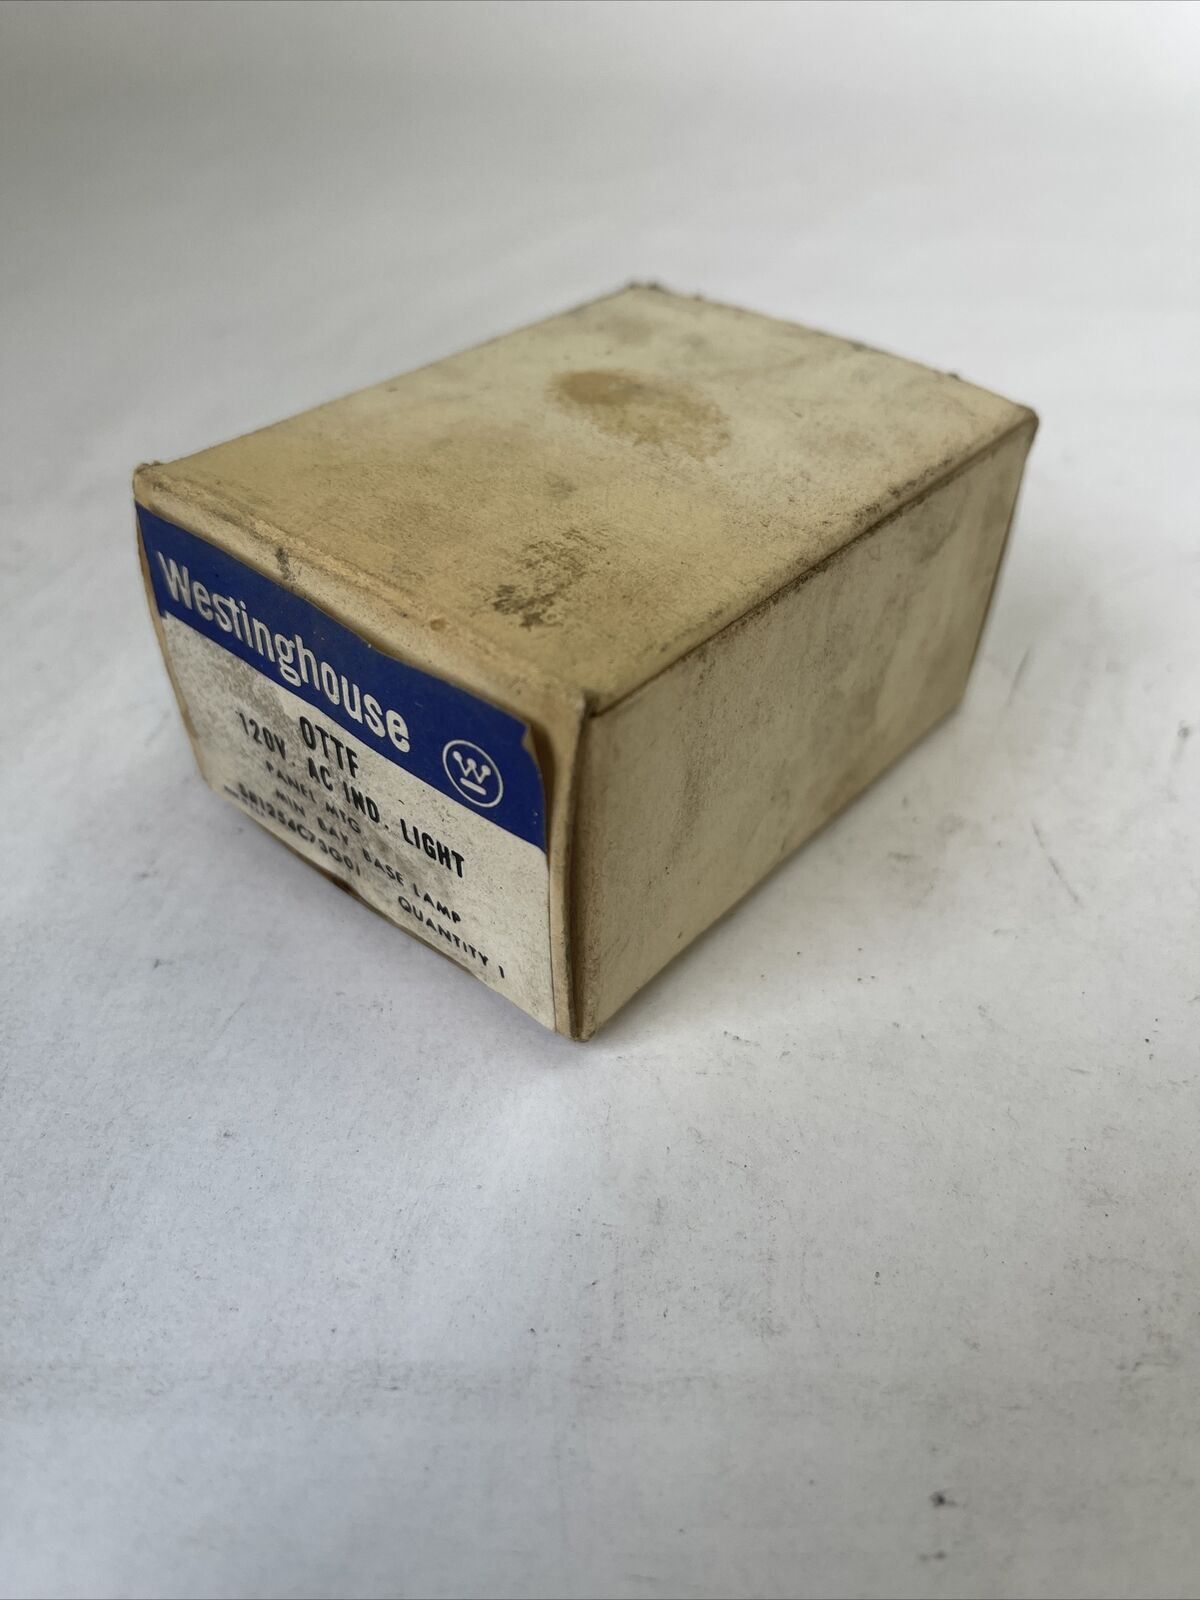 Westinghouse
W
OTTF
120V. AC IND. LIGHT
PANEL MTG
MIN. BAY. BASE LAMP
QUANTITY 1